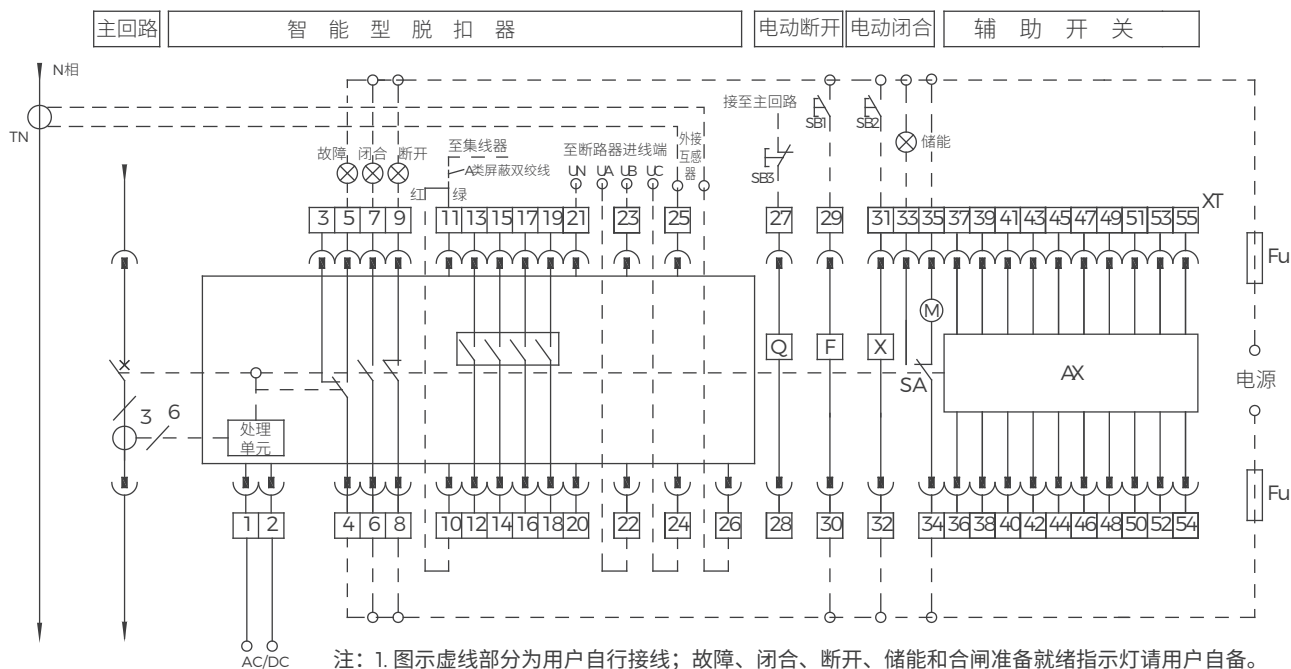 主回路 智能型脱扣器 电动断开 电动闭合 辅助开关
N相
TN
故障 闭合 断开
至集线器
A类屏蔽双绞线
红 绿
至断路器进线端
UN UA UB UC
外接
互感
器
接至主回路
SB3
SB1
SB2
储能
XT
3 5 7 9 11 13 15 17 19 21 23 25 27 29 31 33 35 37 39 41 43 45 47 49 51 53 55
Fu
M
Q F X
SA
AX
电源
3 6
处理
单元
Fu
1 2 4 6 8 10 12 14 16 18 20 22 24 26 28 30 32 34 36 38 40 42 44 46 48 50 52 54
AC/DC
注：1. 图示虚线部分为用户自行接线；故障、闭合、断开、储能和合闸准备就绪指示灯请用户自备。